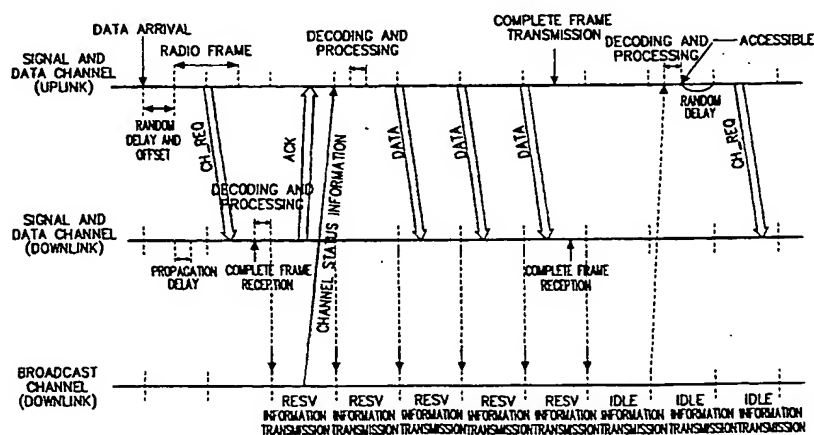 DATA ARRIVAL
RADIO FRAME
SIGNAL AND
DATA CHANNEL
(UPLINK)
DECODING AND
PROCESSING
COMPLETE FRAME
TRANSMISSION
DECODING AND
PROCESSING
ACCESSIBLE
RANDOM
DELAY AND
OFFSET
CH_REQ
DECODING AND
PROCESSING
ACK
CHANNEL STATUS INFORMATION
DATA
DATA
DATA
RANDOM
DELAY
CH_REQ
SIGNAL AND
DATA CHANNEL
(DOWNLINK)
PROPAGATION
DELAY
COMPLETE FRAME
RECEPTION
COMPLETE FRAME
RECEPTION
BROADCAST
CHANNEL
(DOWNLINK)
RESV
INFORMATION
TRANSMISSION
RESV
INFORMATION
TRANSMISSION
RESV
INFORMATION
TRANSMISSION
RESV
INFORMATION
TRANSMISSION
RESV
INFORMATION
TRANSMISSION
IDLE
INFORMATION
TRANSMISSION
IDLE
INFORMATION
TRANSMISSION
IDLE
INFORMATION
TRANSMISSION